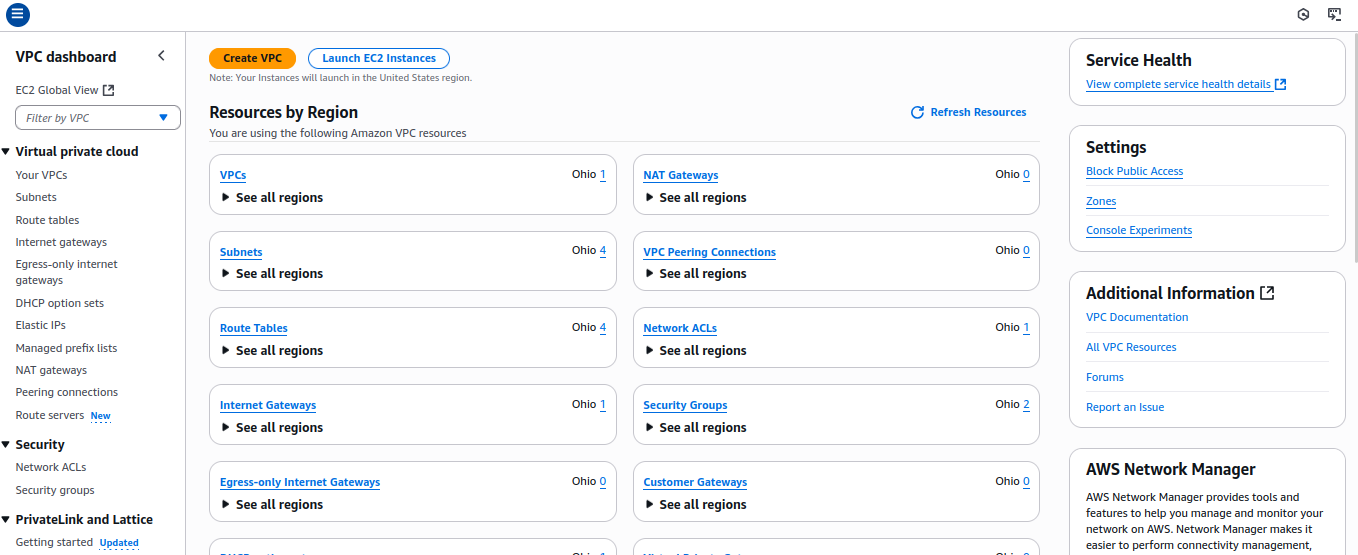 VPC dashboard
EC2 Global View
Filter by VPC
Virtual private cloud
Your VPCs
Subnets
Route tables
Internet gateways
Egress-only internet
gateways
DHCP option sets
Elastic IPs
Managed prefix lists
NAT gateways
Peering connections
Route servers New
Security
Network ACLs
Security groups
PrivateLink and Lattice
Getting started Updated
Create VPC
Launch EC2 Instances
Note: Your Instances will launch in the United States region.
Resources by Region
Refresh Resources
You are using the following Amazon VPC resources
VPCs Ohio 1
See all regions
NAT Gateways Ohio 0
See all regions
Subnets Ohio 4
See all regions
VPC Peering Connections Ohio 0
See all regions
Route Tables Ohio 4
See all regions
Network ACLs Ohio 1
See all regions
Internet Gateways Ohio 1
See all regions
Security Groups Ohio 2
See all regions
Egress-only Internet Gateways Ohio 0
See all regions
Customer Gateways Ohio 0
See all regions
Service Health
View complete service health details
Settings
Block Public Access
Zones
Console Experiments
Additional Information
VPC Documentation
All VPC Resources
Forums
Report an Issue
AWS Network Manager
AWS Network Manager provides tools and
features to help you manage and monitor your
network on AWS. Network Manager makes it
easier to perform connectivity management,